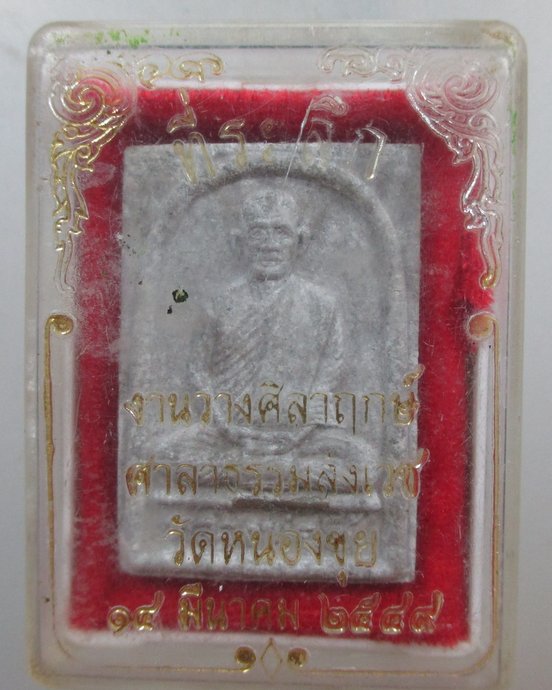 ที่ระลึก
งานวางศิลาฤกษ์
ศาลาธรรมสังเวช
วัดหนองขุย
๑๔ มีนาคม ๒๕๔๙